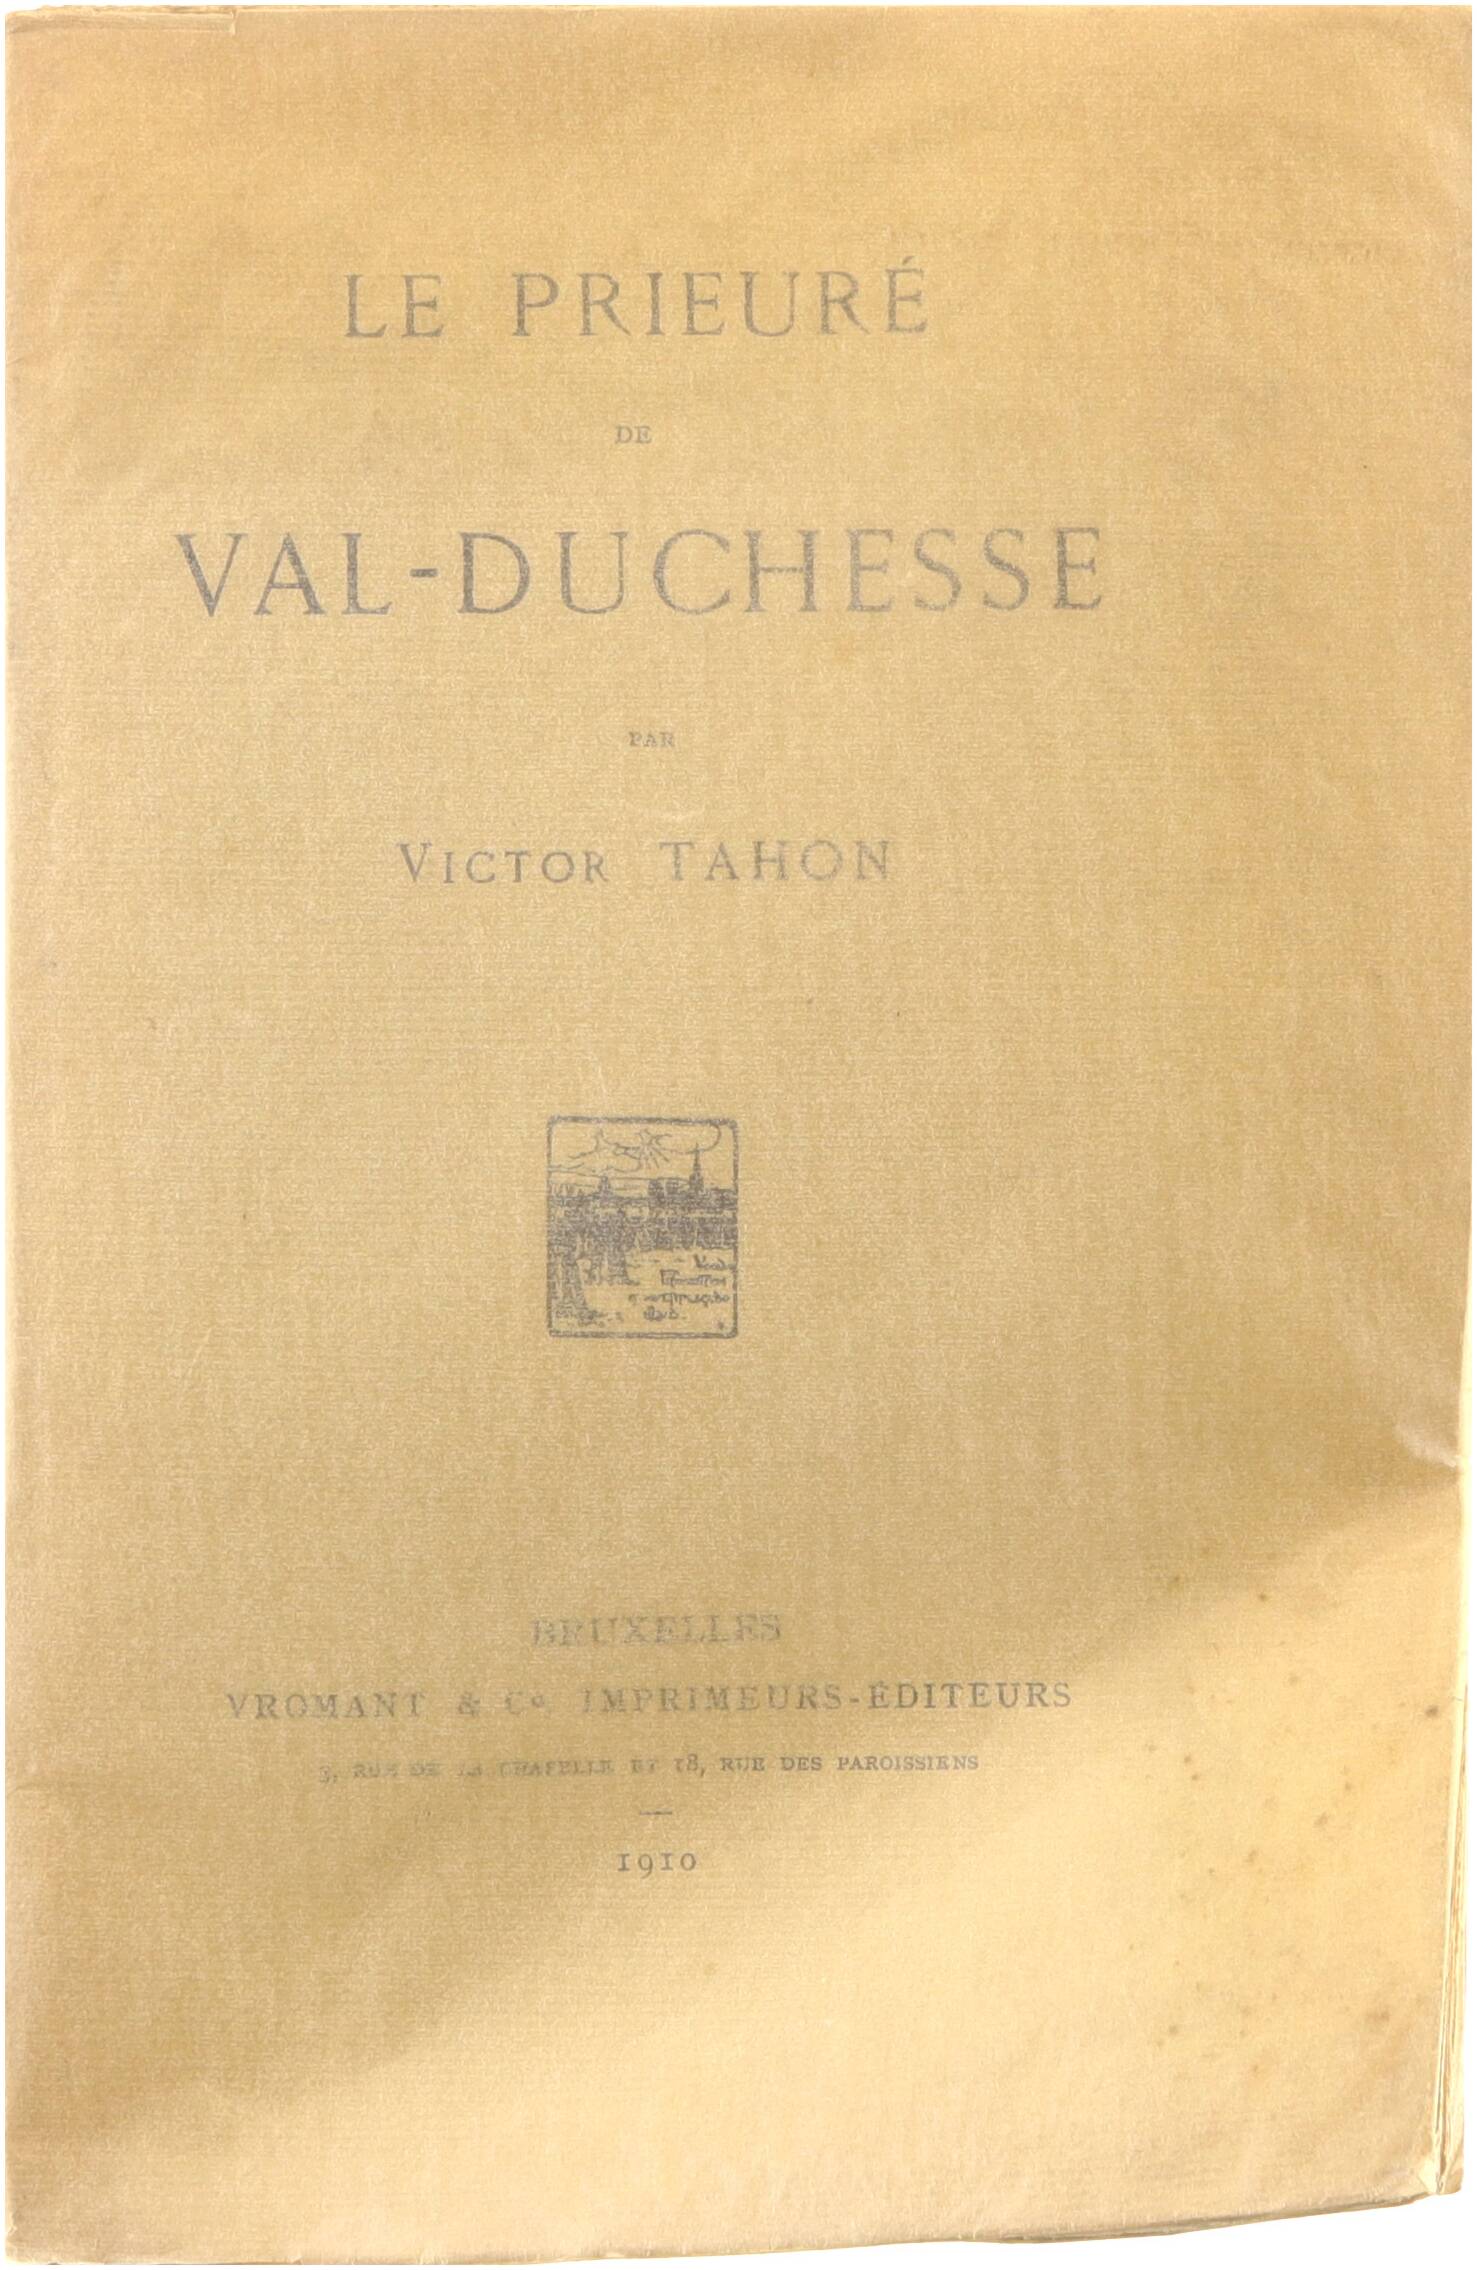 LE PRIEURÉ
DE
VAL-DUCHESSE
PAR
VICTOR TAHON
BRUXELLES
VROMANT & Cº, IMPRIMEURS-ÉDITEURS
3, RUE DE LA CHAPELLE ET 18, RUE DES PAROISSIENS
1910